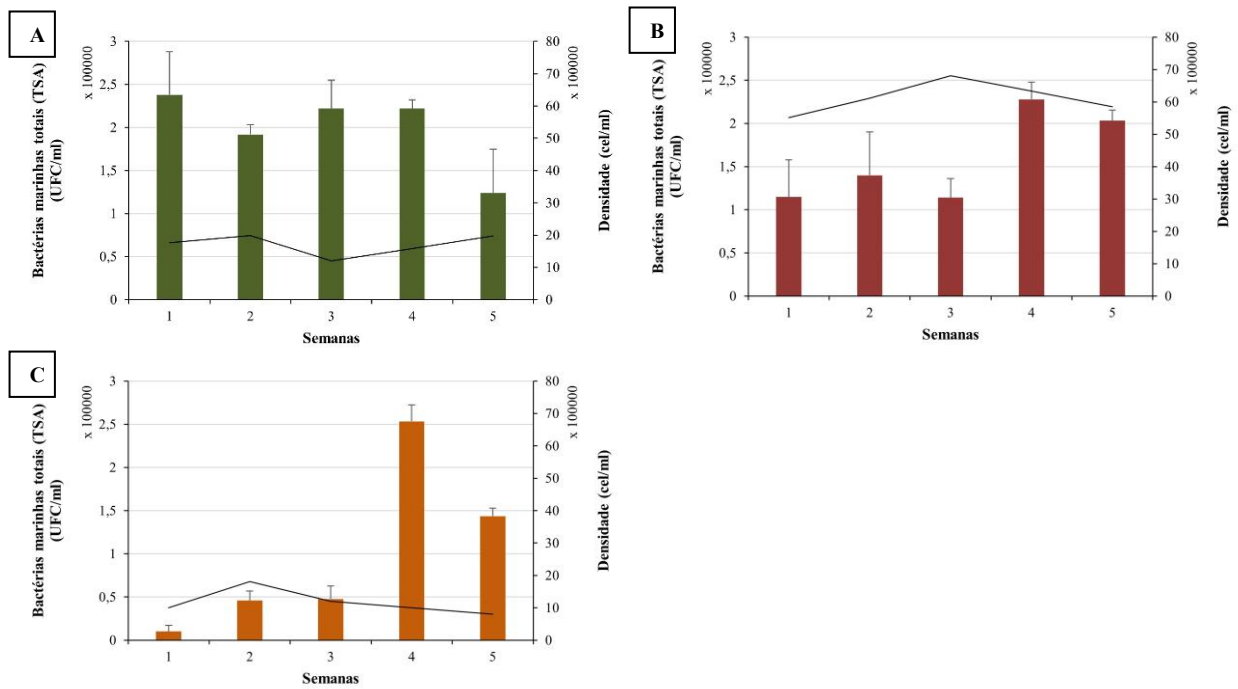 A
Bactérias marinhas totais (TSA)
(UFC/ml)
x 100000
3
2,5
2
1,5
1
0,5
0
80
70
60
50
40
30
20
10
0
x 100000
Densidade (cel/ml)
1 2 3 4 5
Semanas
B
Bactérias marinhas totais (TSA)
(UFC/ml)
x 100000
3
2,5
2
1,5
1
0,5
0
80
70
60
50
40
30
20
10
0
x 100000
Densidade (cel/ml)
1 2 3 4 5
Semanas
C
Bactérias marinhas totais (TSA)
(UFC/ml)
x 100000
3
2,5
2
1,5
1
0,5
0
80
70
60
50
40
30
20
10
0
x 100000
Densidade (cel/ml)
1 2 3 4 5
Semanas